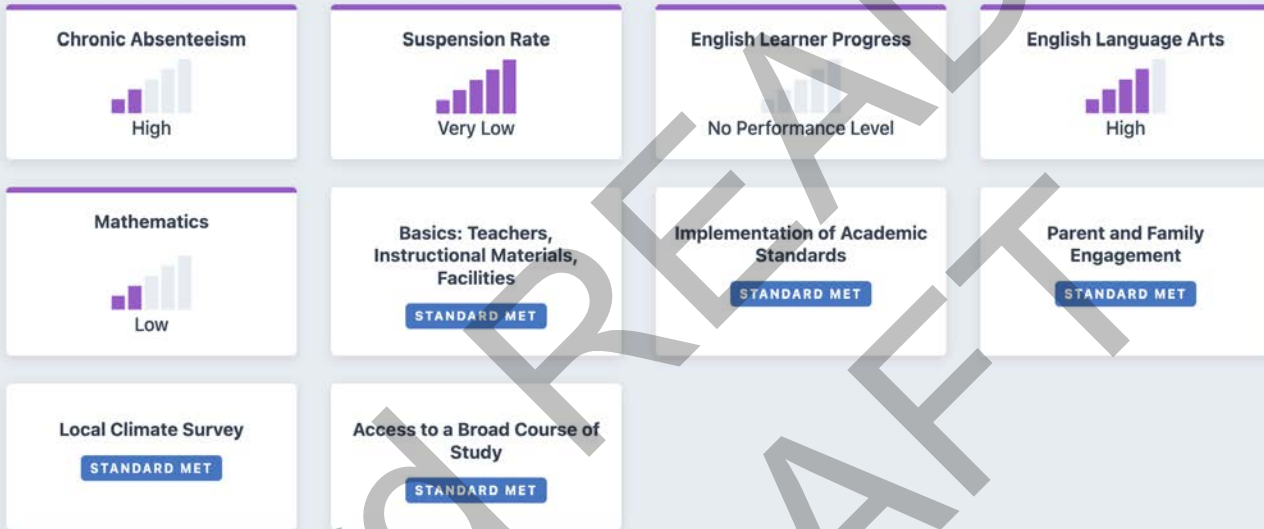 Chronic Absenteeism
High
Suspension Rate
Very Low
English Learner Progress
No Performance Level
English Language Arts
High
Mathematics
Low
Basics: Teachers,
Instructional Materials,
Facilities
STANDARD MET
Implementation of Academic
Standards
STANDARD MET
Parent and Family
Engagement
STANDARD MET
Local Climate Survey
STANDARD MET
Access to a Broad Course of
Study
STANDARD MET